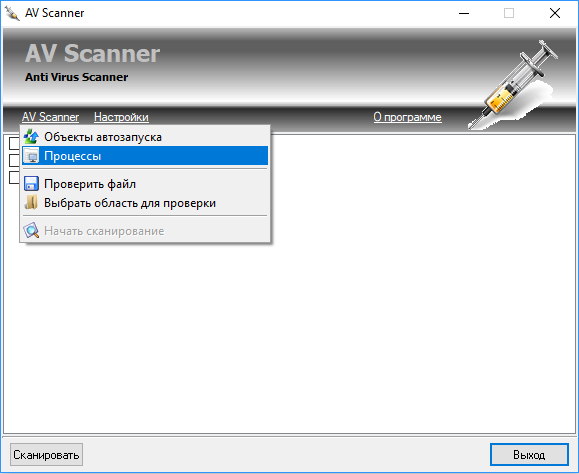 AV Scanner
AV Scanner
Anti Virus Scanner
AV Scanner Настройки О программе
Объекты автозапуска
Процессы
Проверить файл
Выбрать область для проверки
Начать сканирование
Сканировать Выход